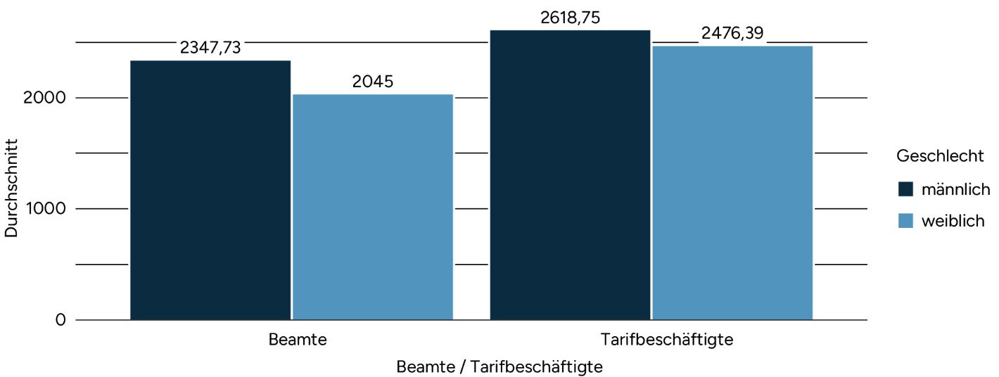 2618,75
2476,39
2347,73
2045
2000
1000
0
Durchschnitt
Beamte
Tarifbeschäftigte
Beamte / Tarifbeschäftigte
Geschlecht
männlich
weiblich